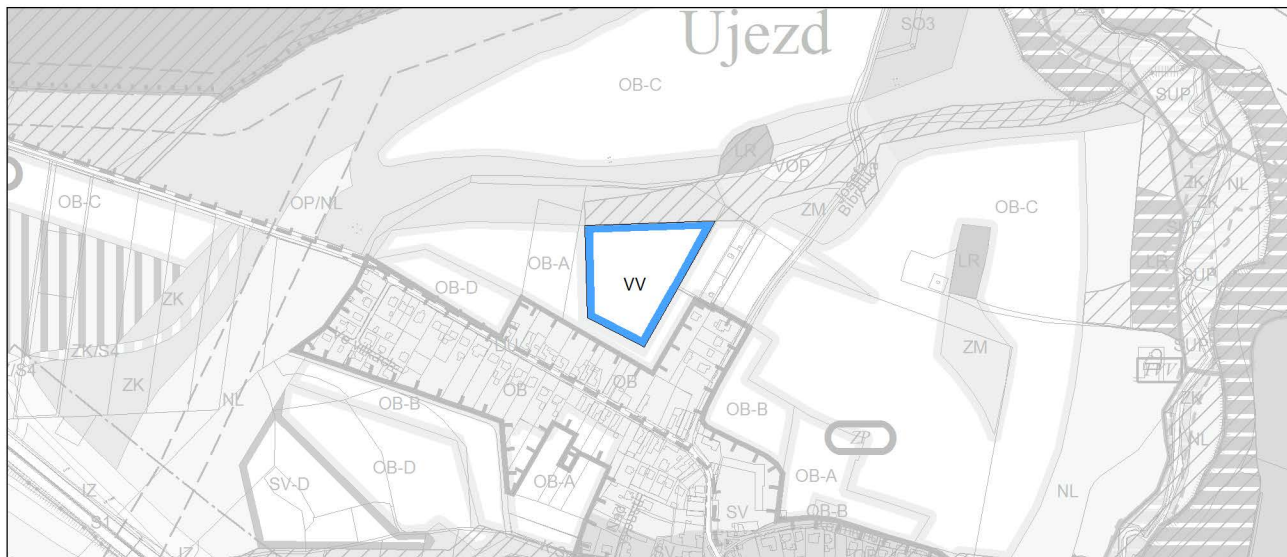 Ujezd
SO3
OB-C
SUP
LR
VOP
ZK
NL
ZK
OB-C
OP/NL
ZM
OB-C
SUP
OB-A
LR
LR
VV
SUP
OB-D
ZK
ZM
SUP
ZK/S4
ZK
OB
ZK
NL
OB
OB-B
OB-B
NL
ZP
OB-D
SV-D
OB-A
OB-A
NL
IZ
SV
OB-B
S1
IZ